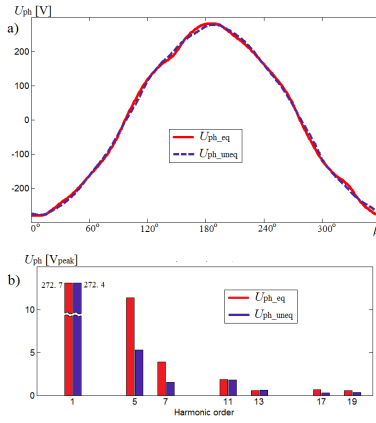 Uph [V]
a)
200
100
0
-100
-200
Uph_eq
Uph_uneq
0° 60° 120° 180° 240° 300°
Uph [Vpeak]
b)
272. 7
272. 4
10
5
0
Uph_eq
Uph_uneq
1 5 7 11 13 17 19
Harmonic order